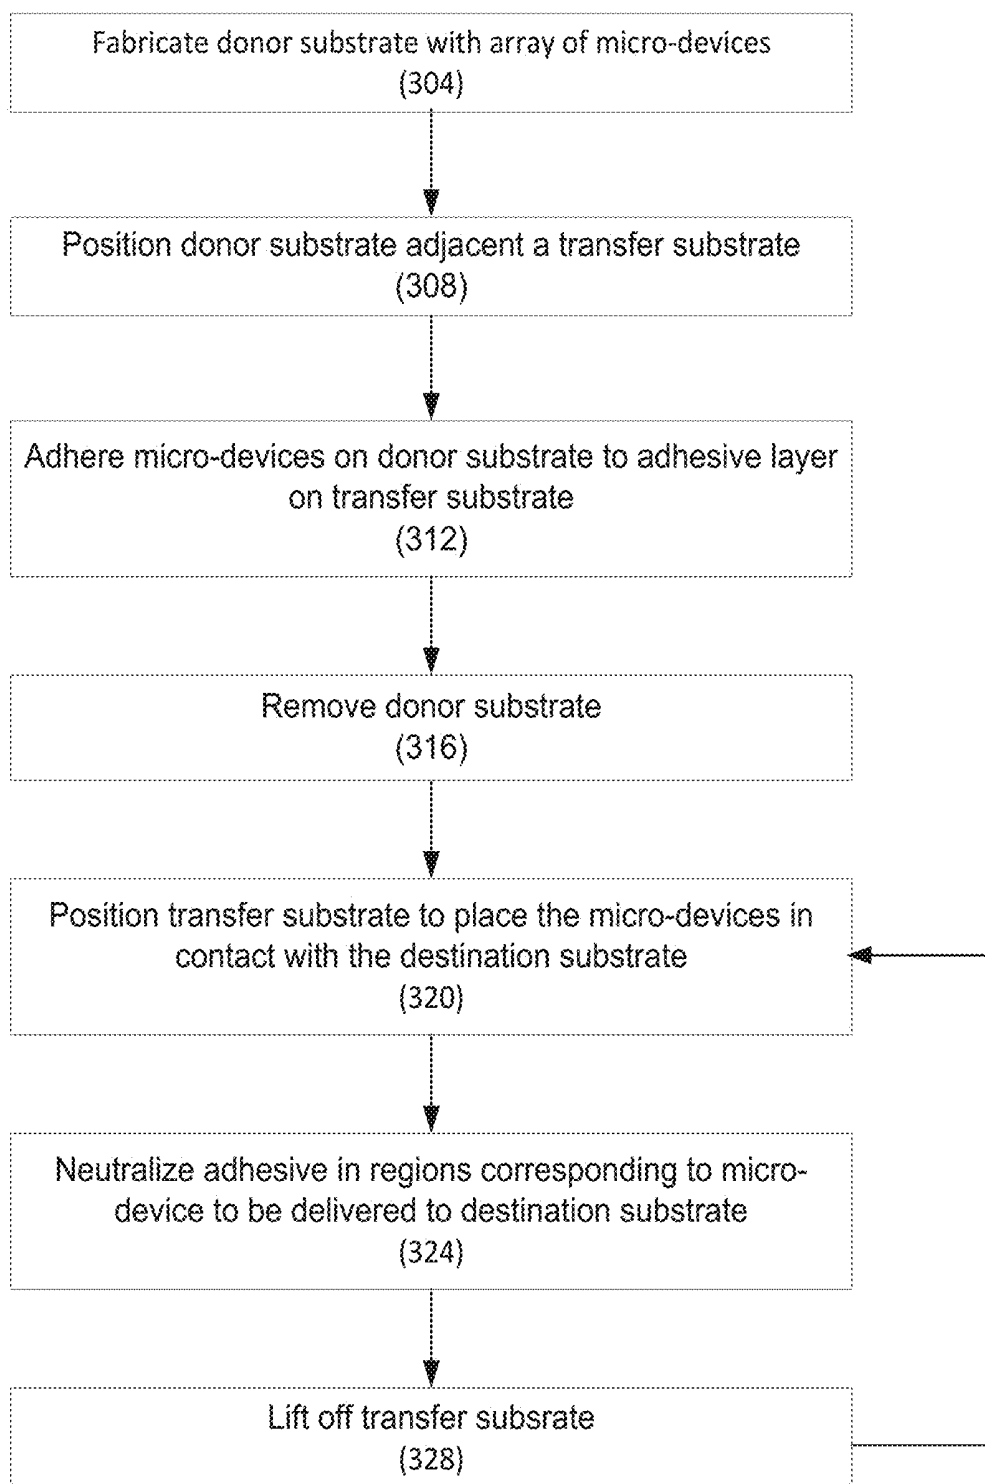 Fabricate donor substrate with array of micro-devices
(304)
Position donor substrate adjacent a transfer substrate
(308)
Adhere micro-devices on donor substrate to adhesive layer
on transfer substrate
(312)
Remove donor substrate
(316)
Position transfer substrate to place the micro-devices in
contact with the destination substrate
(320)
Neutralize adhesive in regions corresponding to micro-
device to be delivered to destination substrate
(324)
Lift off transfer subsrate
(328)